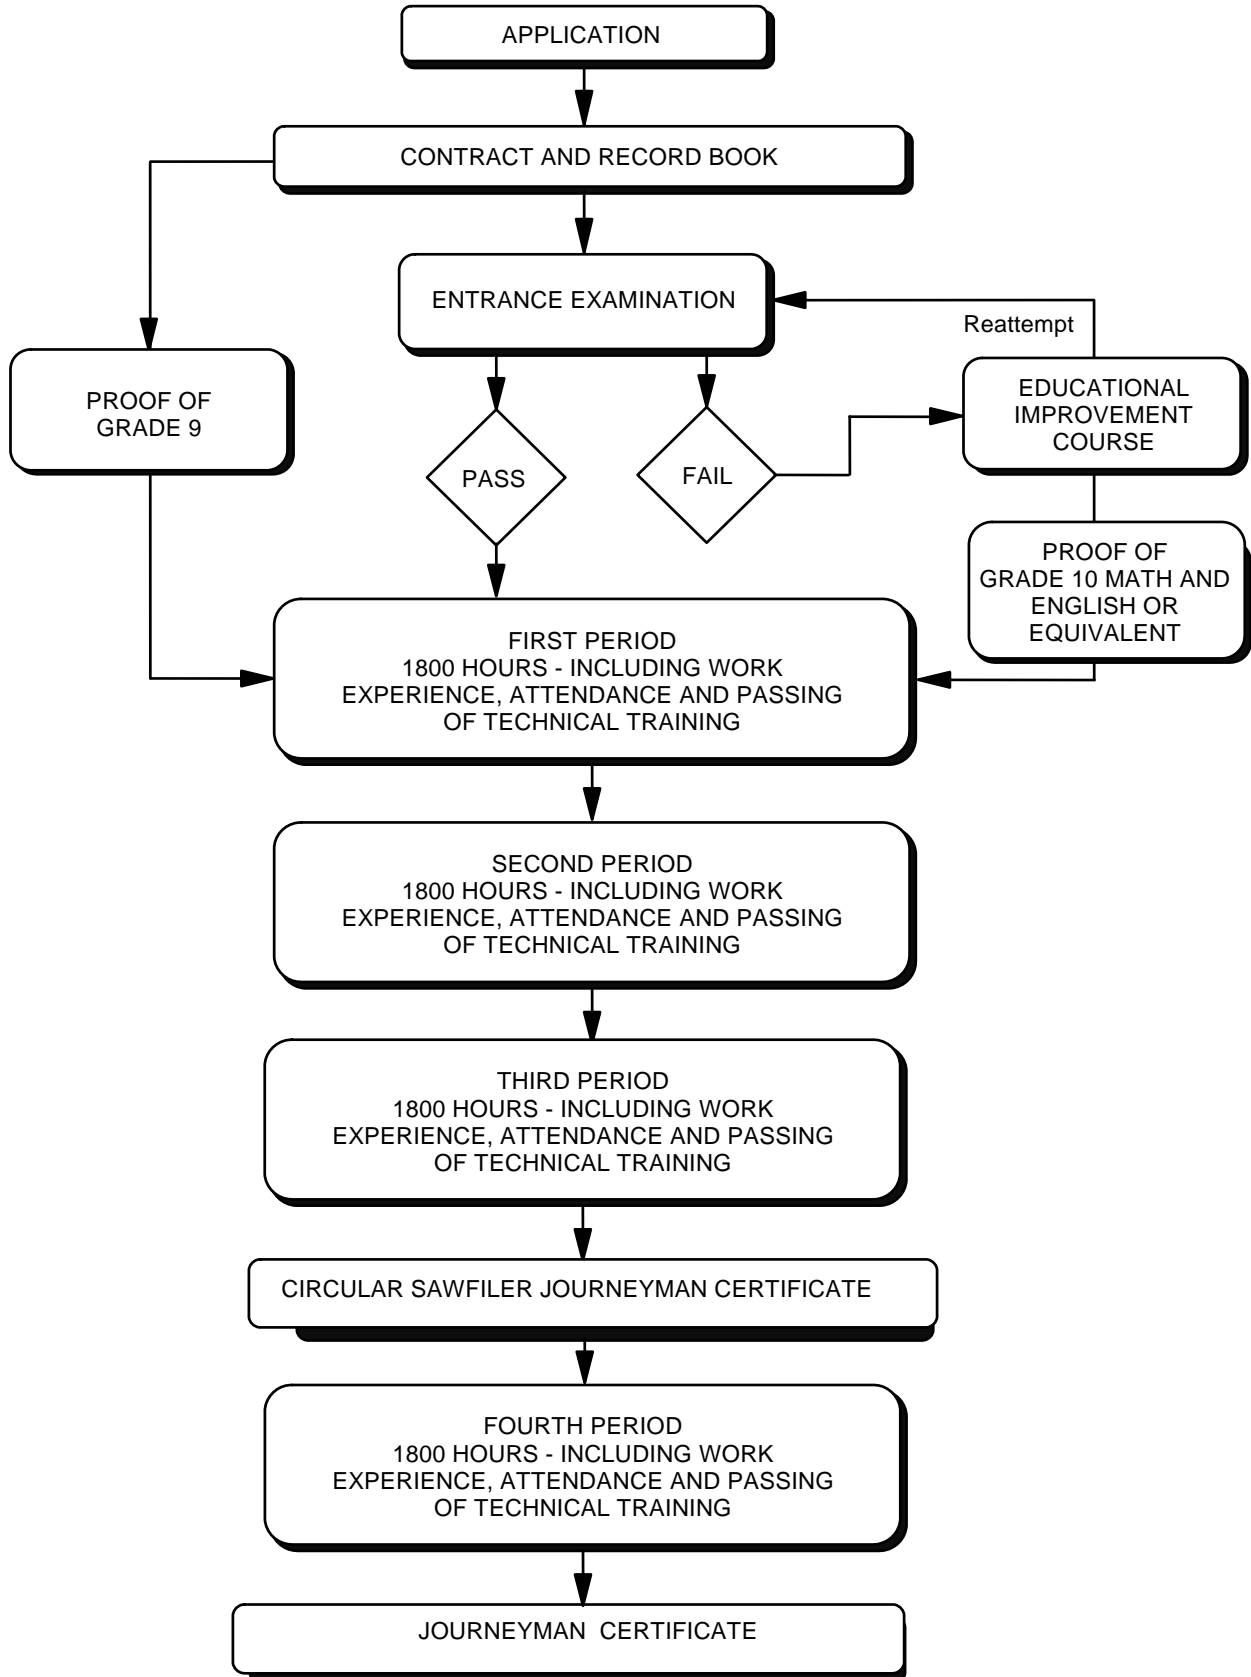 APPLICATION
CONTRACT AND RECORD BOOK
ENTRANCE EXAMINATION
Reattempt
PROOF OF
GRADE 9
EDUCATIONAL
IMPROVEMENT
COURSE
PASS
FAIL
PROOF OF
GRADE 10 MATH AND
ENGLISH OR
EQUIVALENT
FIRST PERIOD
1800 HOURS - INCLUDING WORK
EXPERIENCE, ATTENDANCE AND PASSING
OF TECHNICAL TRAINING
SECOND PERIOD
1800 HOURS - INCLUDING WORK
EXPERIENCE, ATTENDANCE AND PASSING
OF TECHNICAL TRAINING
THIRD PERIOD
1800 HOURS - INCLUDING WORK
EXPERIENCE, ATTENDANCE AND PASSING
OF TECHNICAL TRAINING
CIRCULAR SAWFILER JOURNEYMAN CERTIFICATE
FOURTH PERIOD
1800 HOURS - INCLUDING WORK
EXPERIENCE, ATTENDANCE AND PASSING
OF TECHNICAL TRAINING
JOURNEYMAN CERTIFICATE